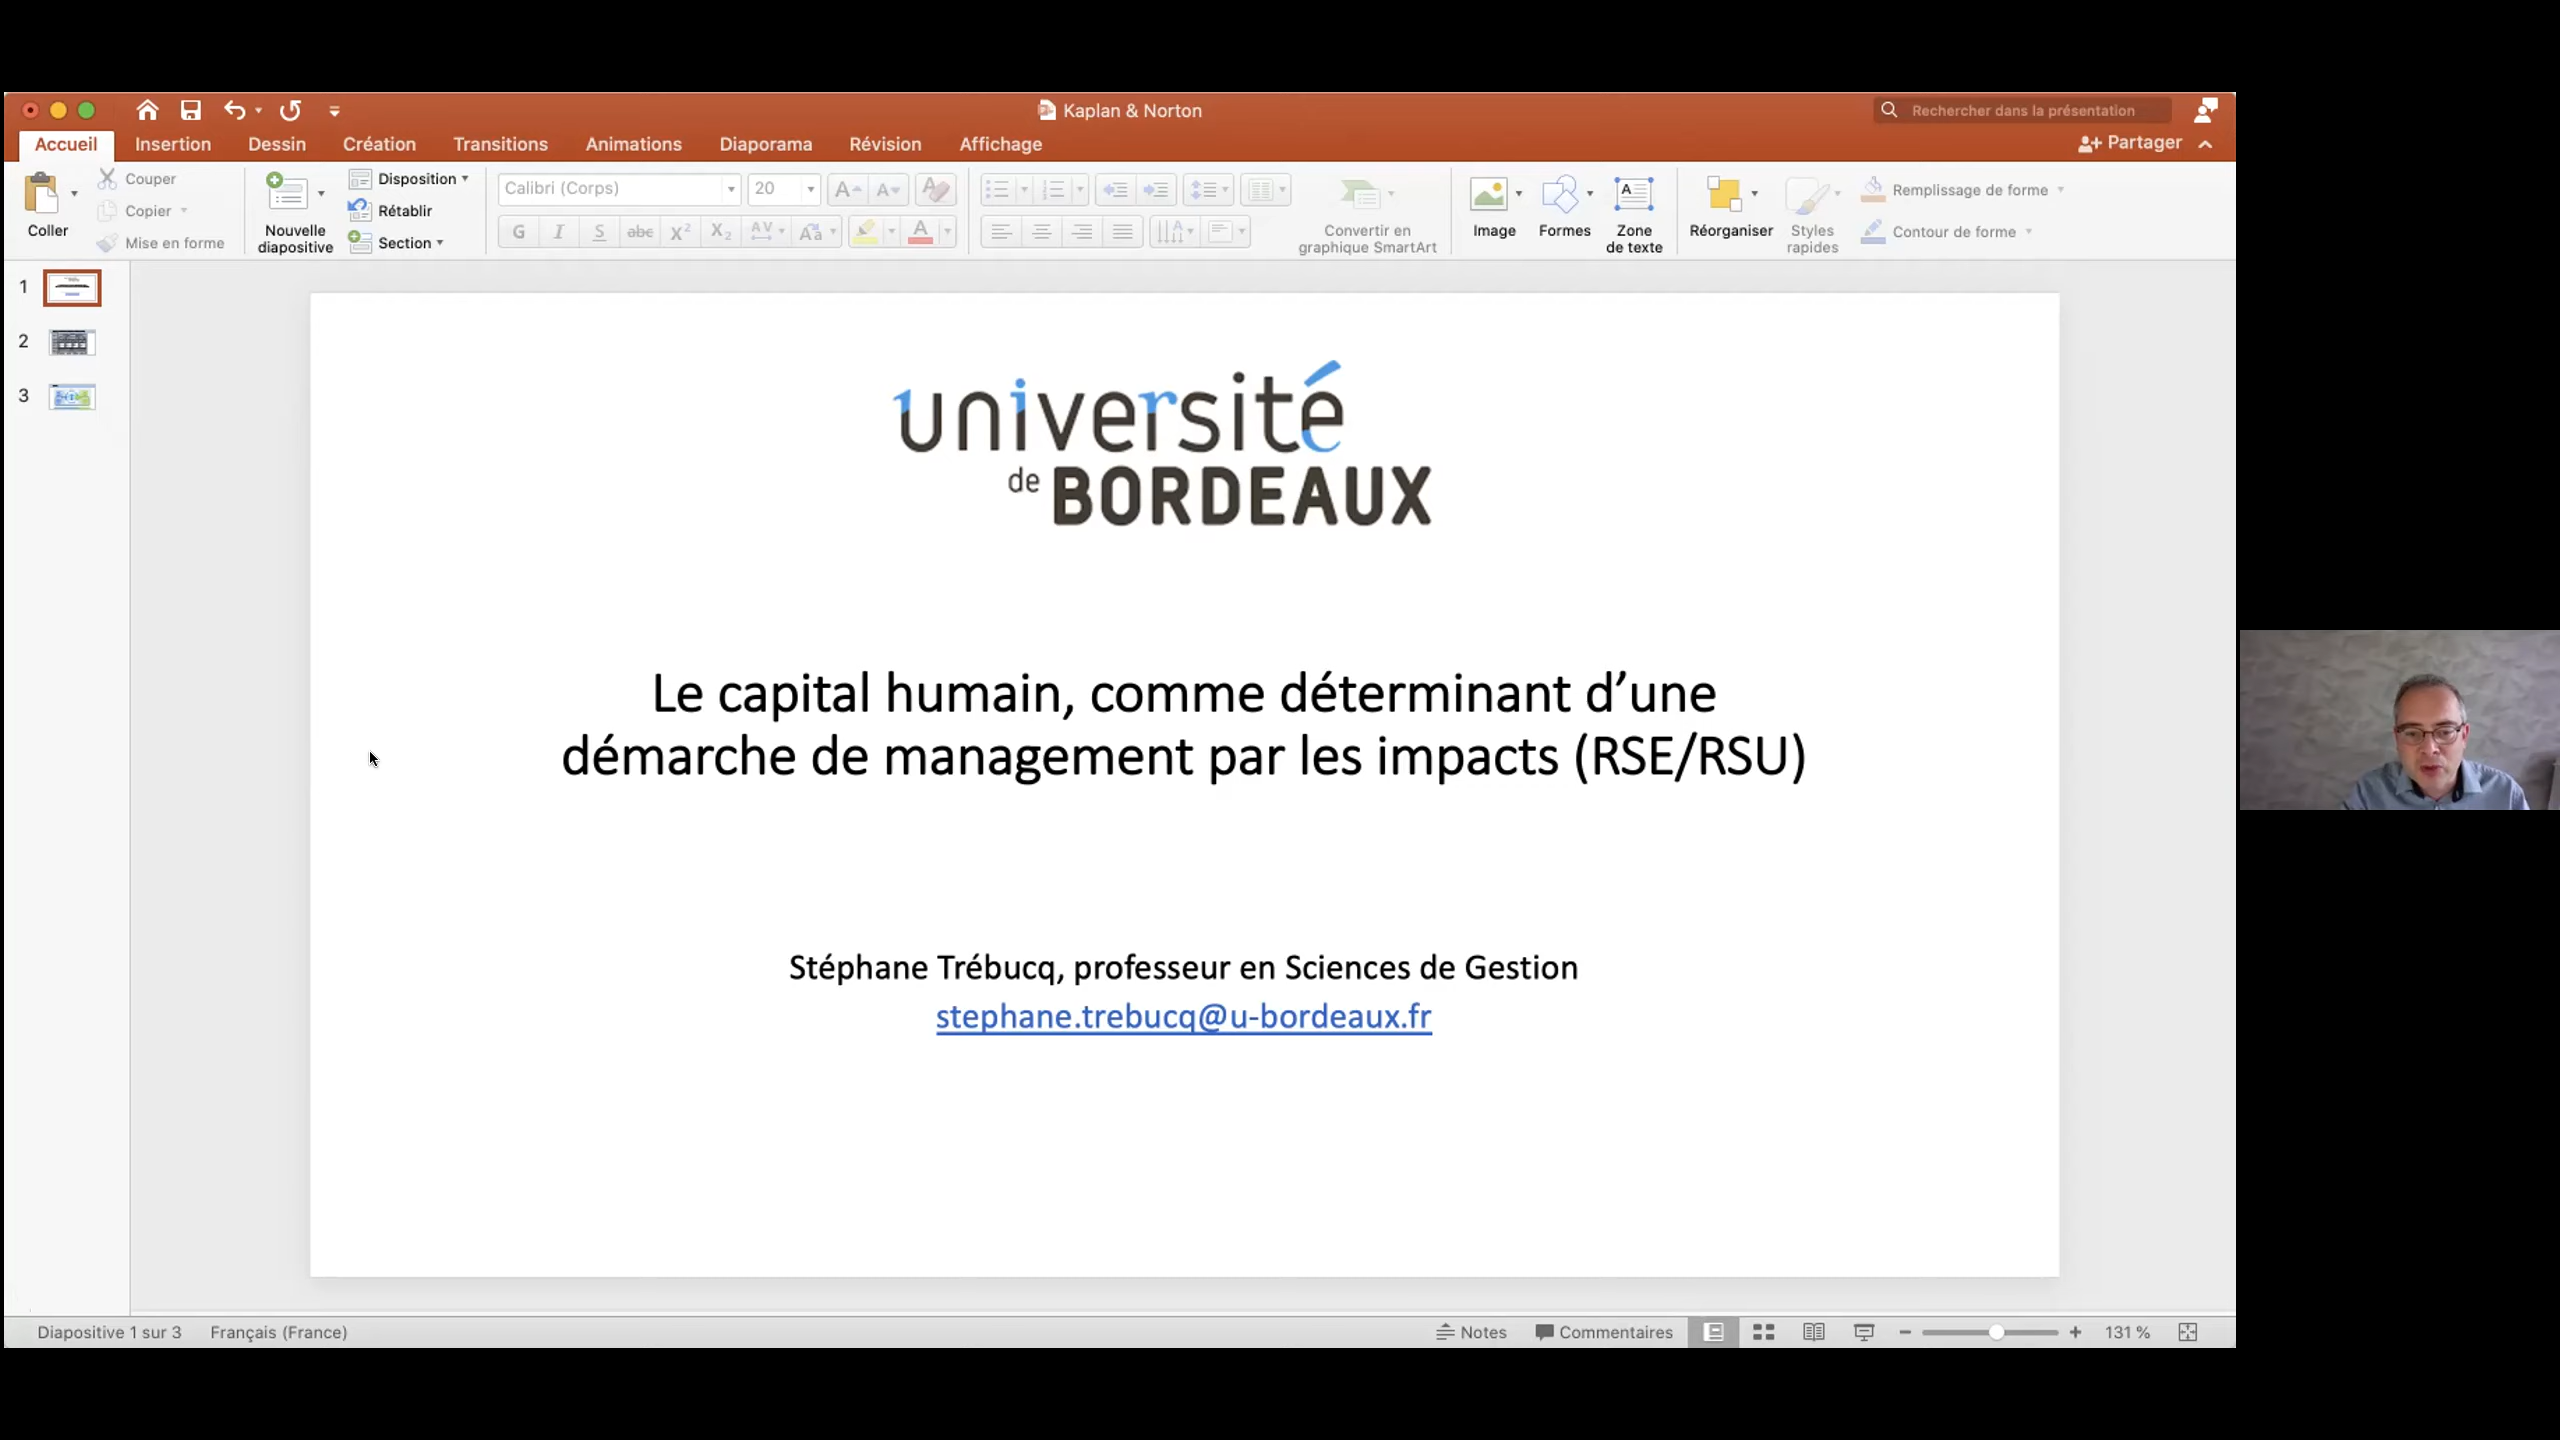 Kaplan & Norton
Rechercher dans la présentation
Accueil
Insertion
Dessin
Création
Transitions
Animations
Diaporama
Révision
Affichage
Partager
Coller
Couper
Copier
Mise en forme
Nouvelle
diapositive
Disposition
Rétablir
Section
Calibri (Corps)
20
Convertir en
graphique SmartArt
Image
Formes
Zone
de texte
Réorganiser
Styles
rapides
Remplissage de forme
Contour de forme
1
2
3
université
de BORDEAUX
Le capital humain, comme déterminant d’une
démarche de management par les impacts (RSE/RSU)
Stéphane Trébucq, professeur en Sciences de Gestion
stephane.trebucq@u-bordeaux.fr
Diapositive 1 sur 3
Français (France)
Notes
Commentaires
131 %